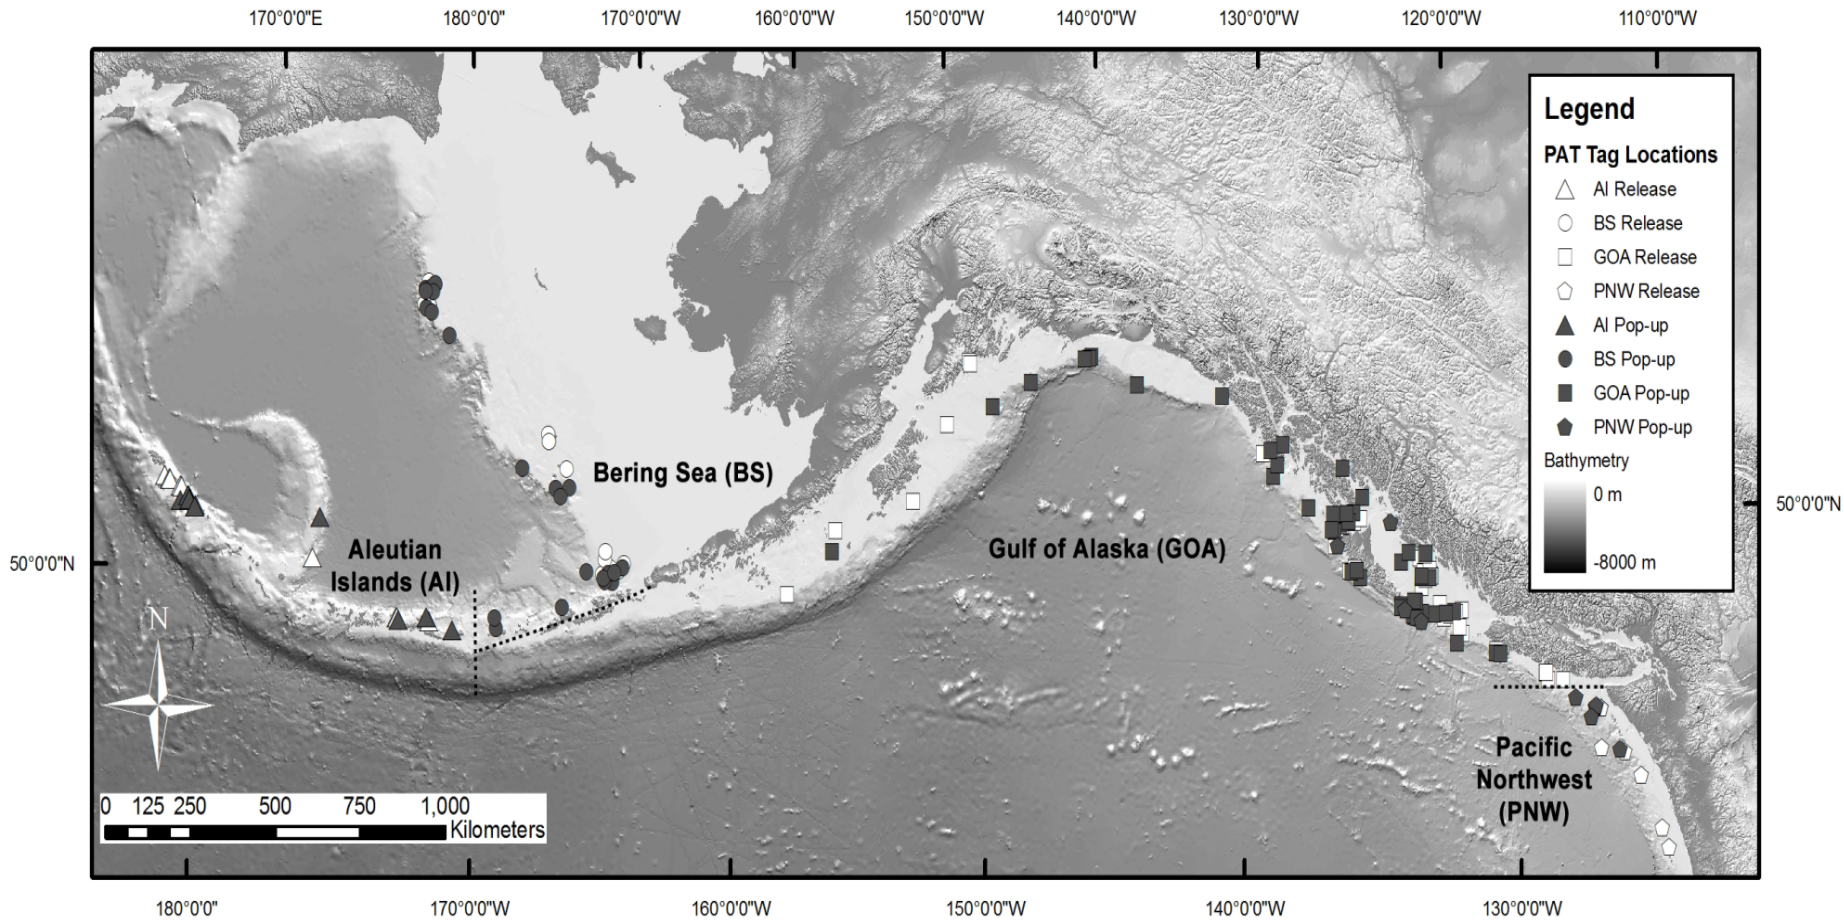 170°0'0"E 180°0'0" 170°0'0"W 160°0'0"W 150°0'0"W 140°0'0"W 130°0'0"W 120°0'0"W 110°0'0"W
Legend
PAT Tag Locations
AI Release
BS Release
GOA Release
PNW Release
AI Pop-up
BS Pop-up
GOA Pop-up
PNW Pop-up
Bathymetry
0 m
-8000 m
Bering Sea (BS)
50°0'0"N
Aleutian
Islands (AI)
Gulf of Alaska (GOA)
50°0'0"N
N
Pacific
Northwest
(PNW)
0 125 250 500 750 1,000
Kilometers
180°0'0" 170°0'0"W 160°0'0"W 150°0'0"W 140°0'0"W 130°0'0"W